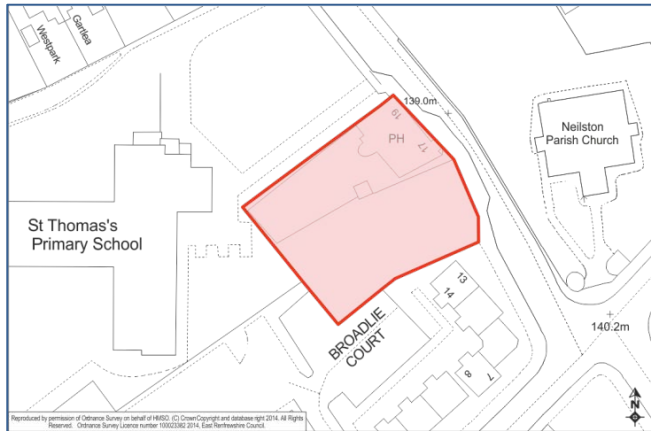 Westpark
Gartlea
139.0m
19
PH
17
Neilston
Parish Church
St Thomas's
Primary School
13
14
BROADLIE
COURT
8
7
140.2m
N
Reproduced by permission of Ordnance Survey on behalf of HMSO. (C) Crown Copyright and database right 2014. All Rights
Reserved. Ordnance Survey Licence number 100023382 2014, East Renfrewshire Council.